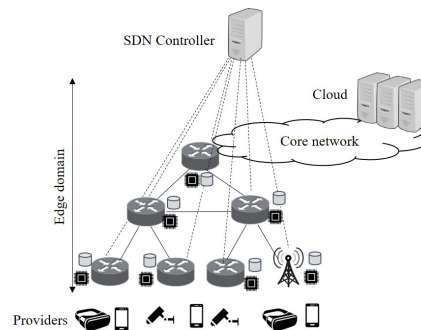 SDN Controller
Cloud
Core network
Edge domain
Providers